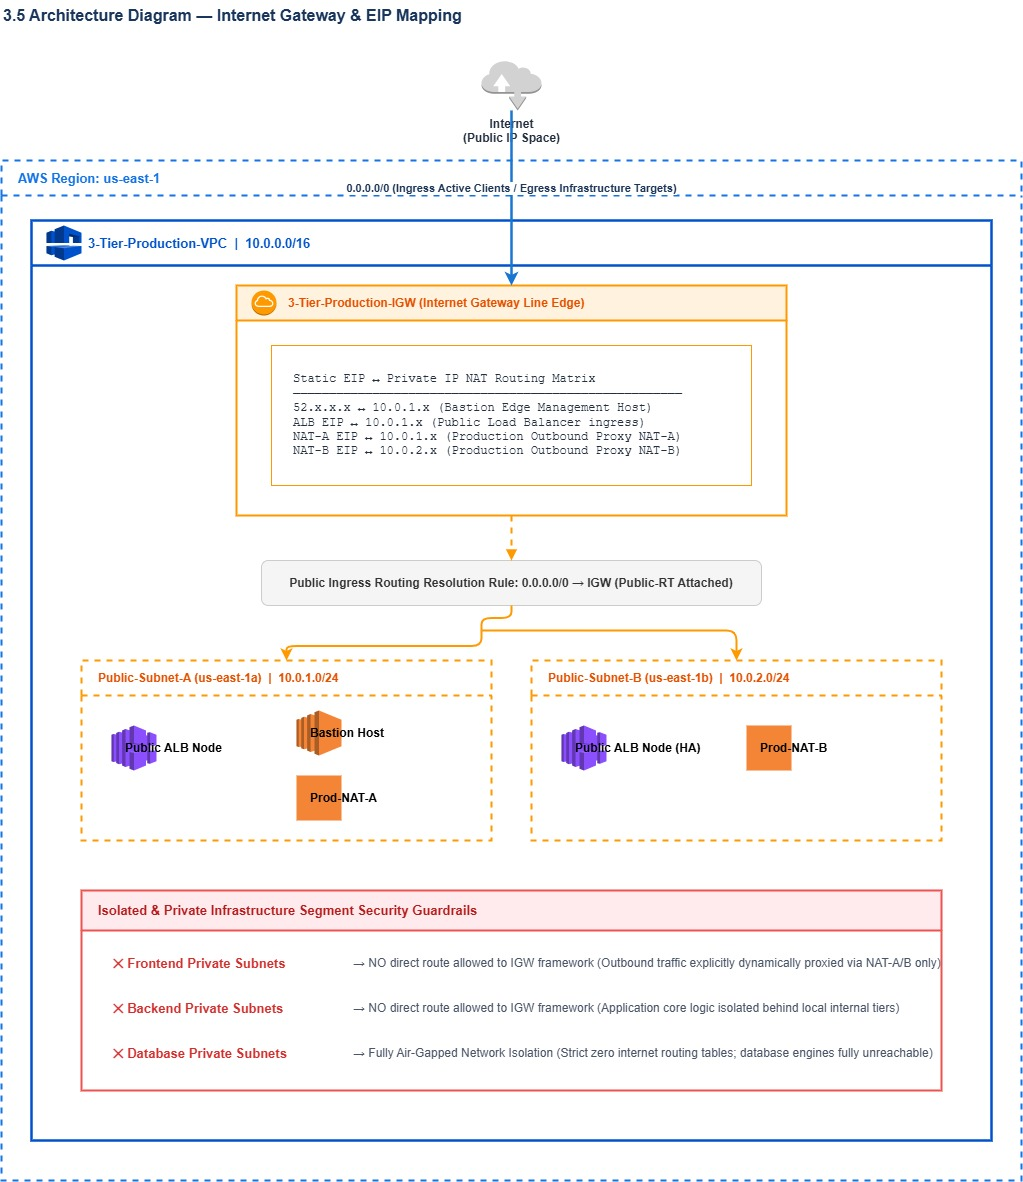 3.5 Architecture Diagram — Internet Gateway & EIP Mapping
Internet
(Public IP Space)
AWS Region: us-east-1
0.0.0.0/0 (Ingress Active Clients / Egress Infrastructure Targets)
3-Tier-Production-VPC | 10.0.0.0/16
3-Tier-Production-IGW (Internet Gateway Line Edge)
Static EIP ↔ Private IP NAT Routing Matrix
52.x.x.x ↔ 10.0.1.x (Bastion Edge Management Host)
ALB EIP ↔ 10.0.1.x (Public Load Balancer ingress)
NAT-A EIP ↔ 10.0.1.x (Production Outbound Proxy NAT-A)
NAT-B EIP ↔ 10.0.2.x (Production Outbound Proxy NAT-B)
Public Ingress Routing Resolution Rule: 0.0.0.0/0 → IGW (Public-RT Attached)
Public-Subnet-A (us-east-1a) | 10.0.1.0/24
Public ALB Node
Bastion Host
Prod-NAT-A
Public-Subnet-B (us-east-1b) | 10.0.2.0/24
Public ALB Node (HA)
Prod-NAT-B
Isolated & Private Infrastructure Segment Security Guardrails
✕ Frontend Private Subnets → NO direct route allowed to IGW framework (Outbound traffic explicitly dynamically proxied via NAT-A/B only)
✕ Backend Private Subnets → NO direct route allowed to IGW framework (Application core logic isolated behind local internal tiers)
✕ Database Private Subnets → Fully Air-Gapped Network Isolation (Strict zero internet routing tables; database engines fully unreachable)